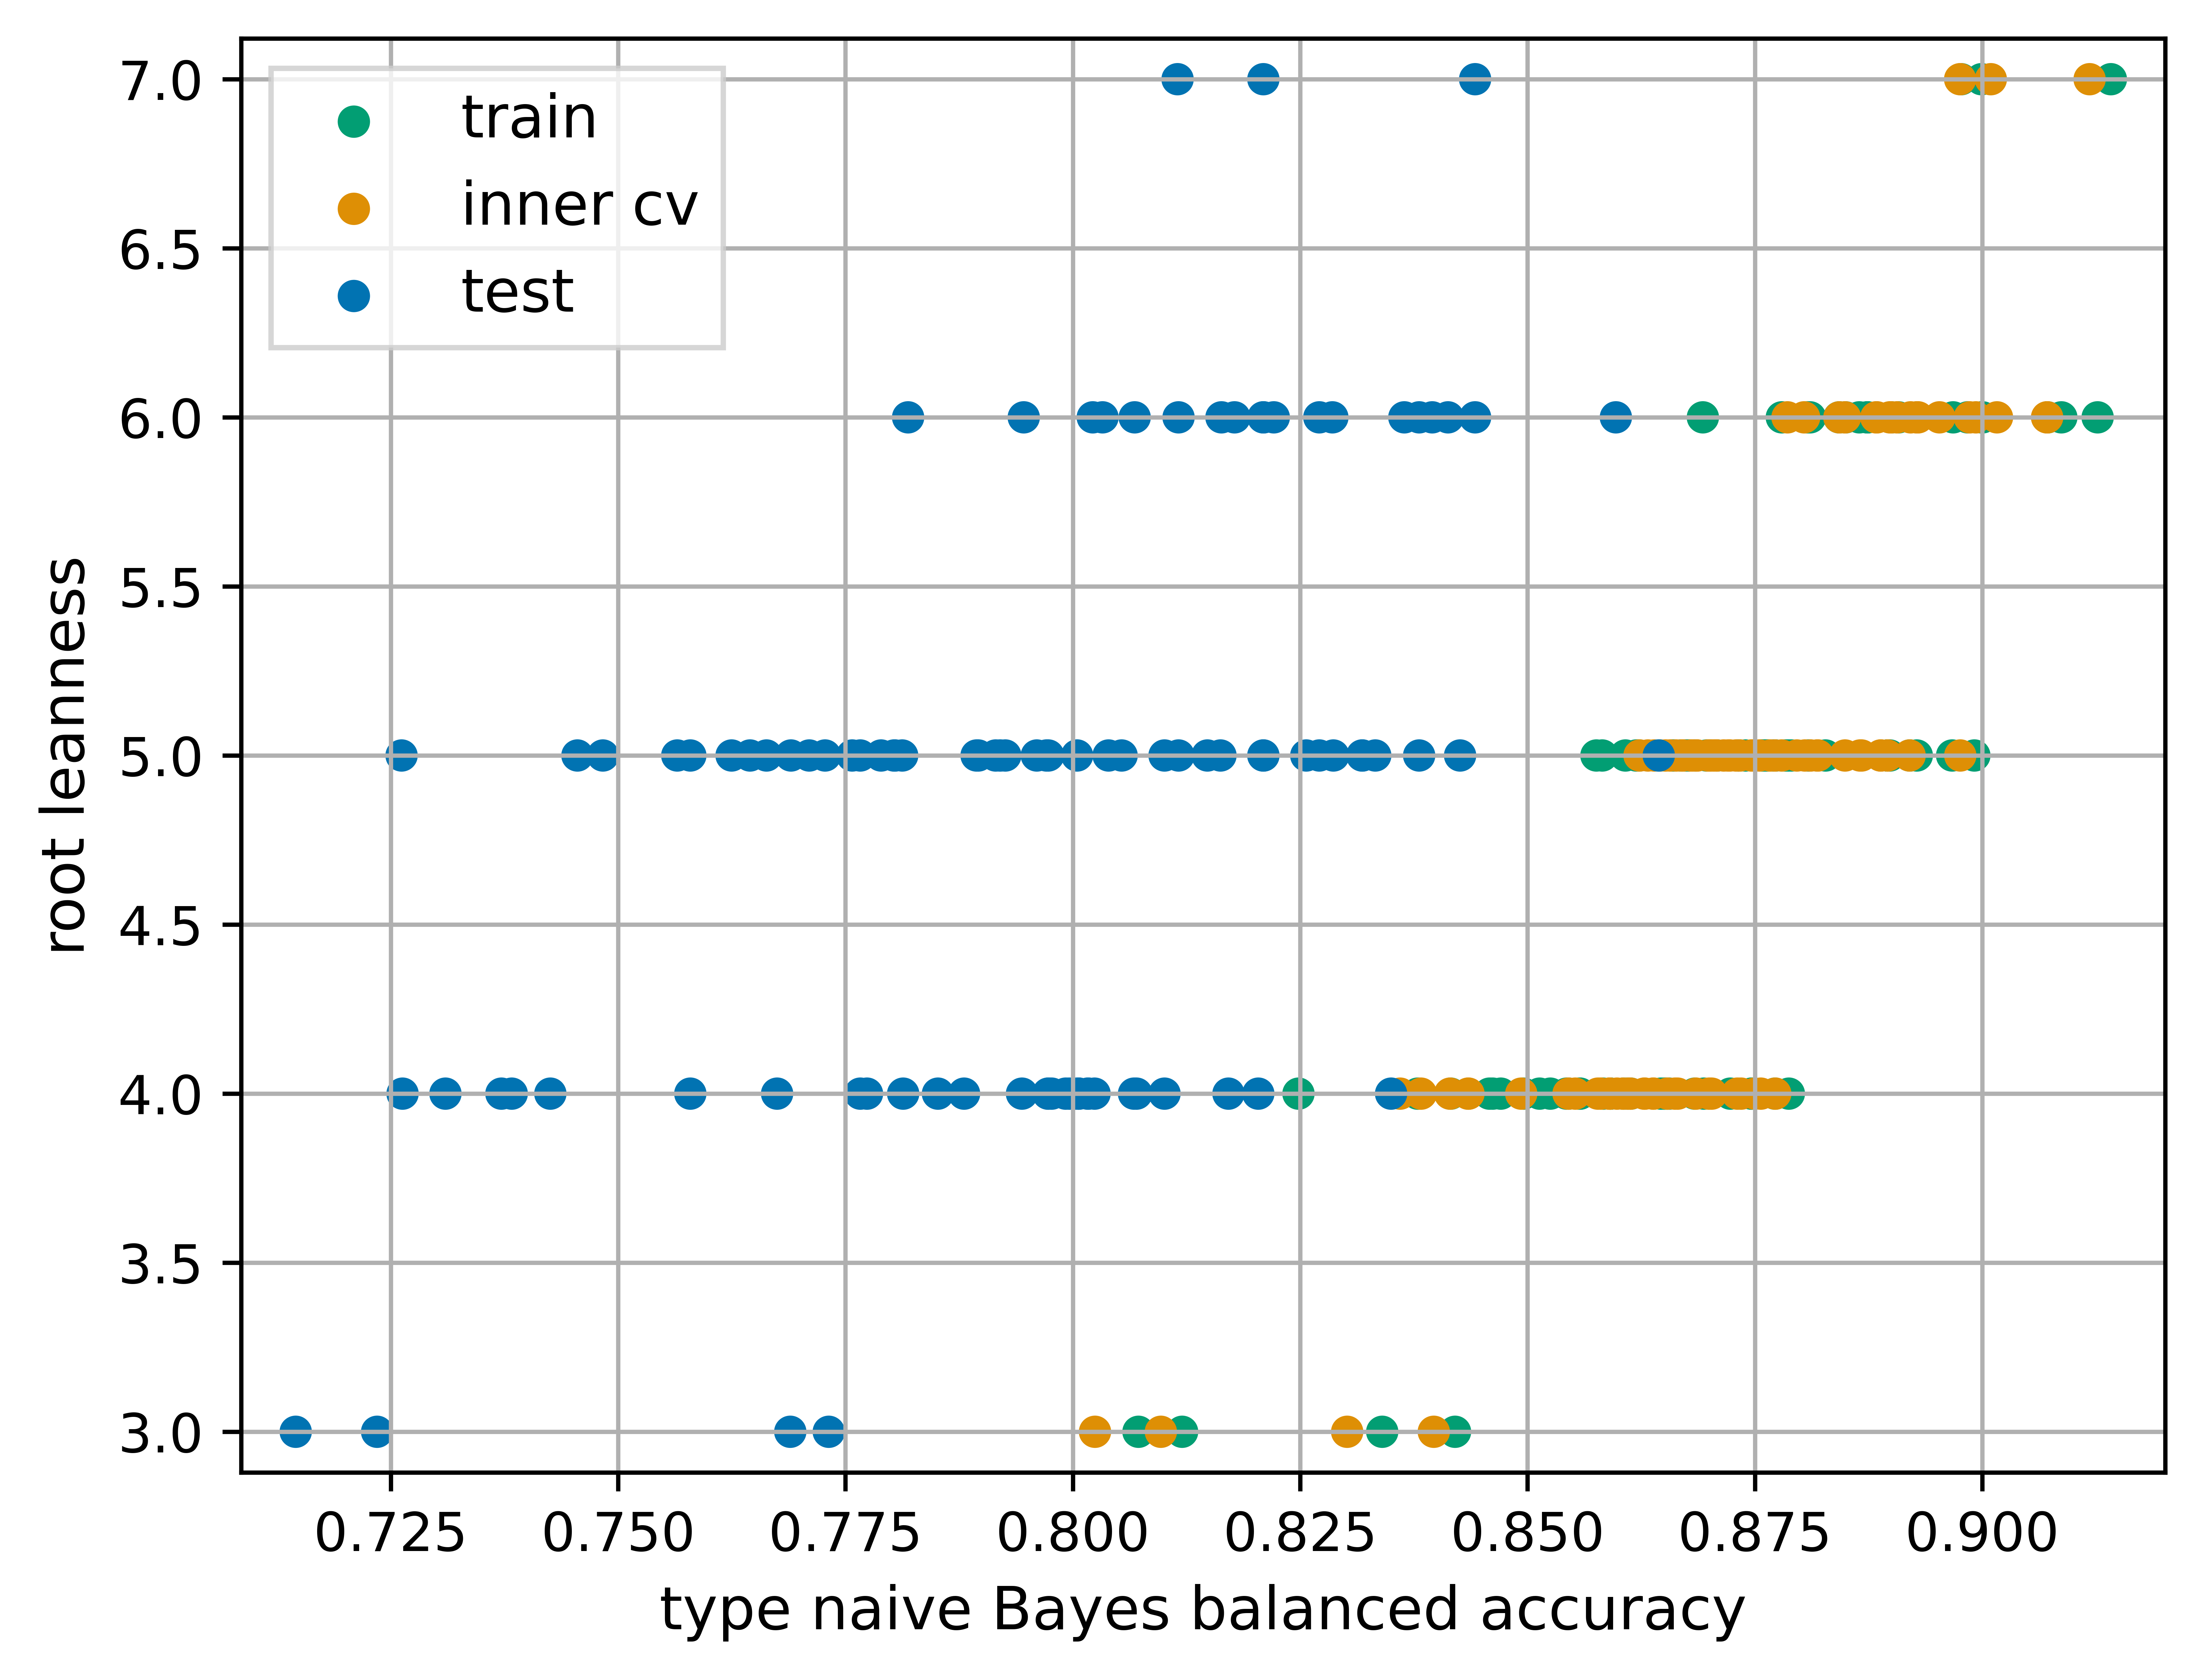 train
inner cv
test
7.0
6.5
6.0
5.5
5.0
4.5
4.0
3.5
3.0
root leanness
0.725 0.750 0.775 0.800 0.825 0.850 0.875 0.900
type naive Bayes balanced accuracy